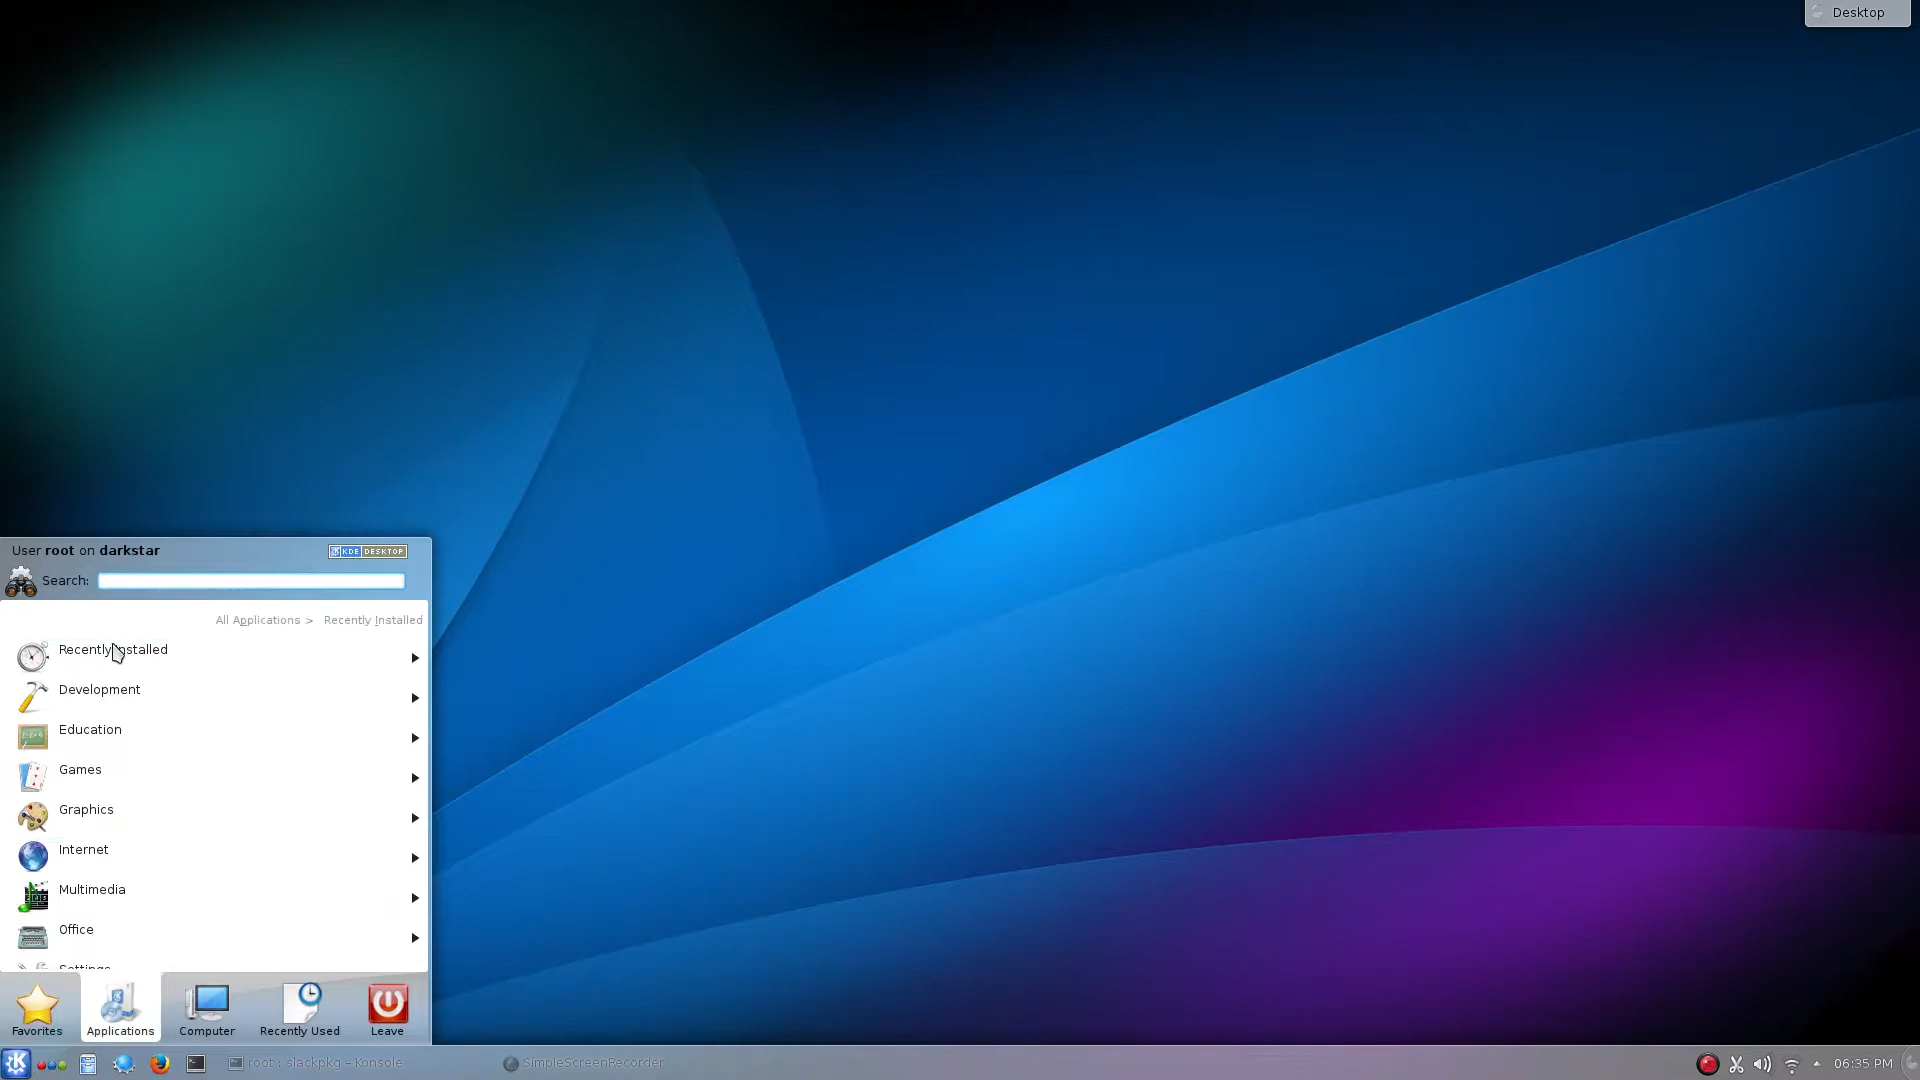 Desktop
User root on darkstar
KDE DESKTOP
Search:
All Applications > Recently Installed
Recently Installed
Development
Education
Games
Graphics
Internet
Multimedia
Office
Settings
Favorites
Applications
Computer
Recently Used
Leave
root : slackpkg – Konsole
SimpleScreenRecorder
06:35 PM